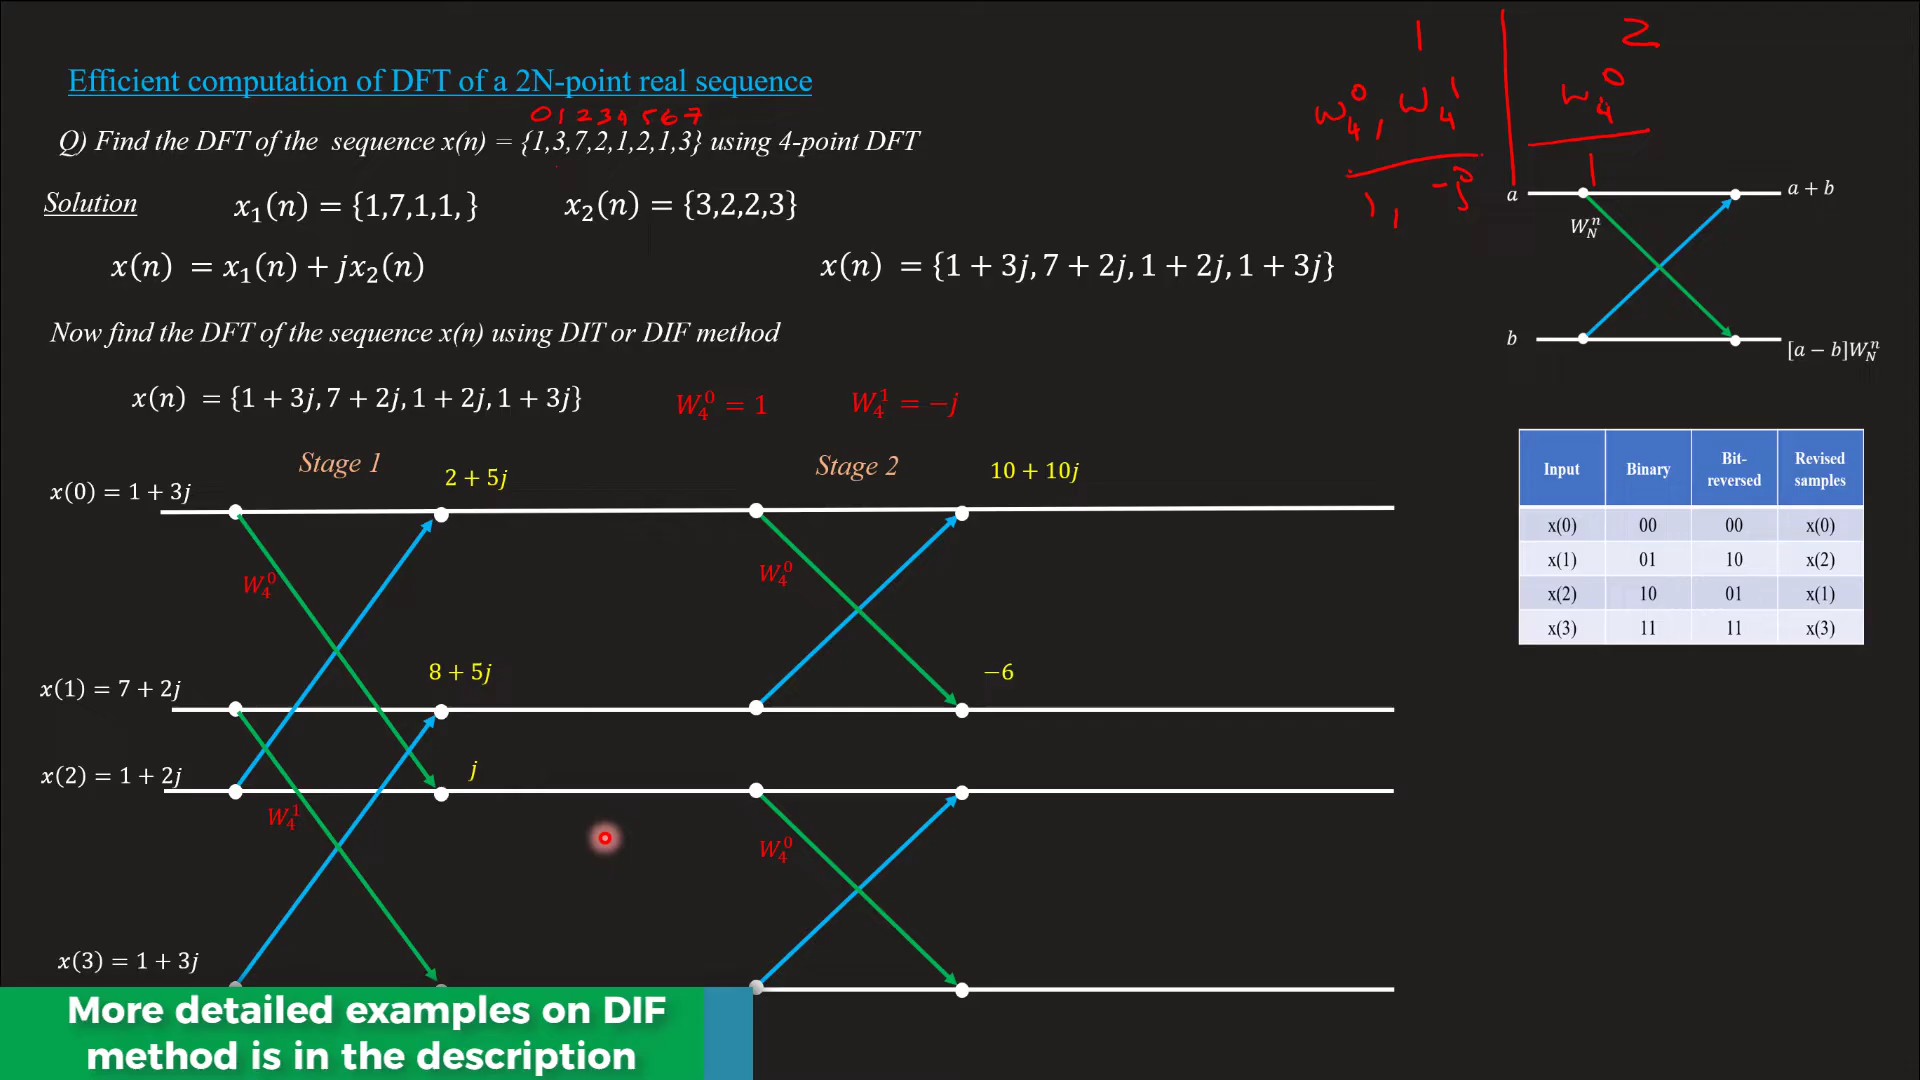 Efficient computation of DFT of a 2N-point real sequence
0 1 2 3 4 5 6 7
Q) Find the DFT of the sequence x(n) = {1,3,7,2,1,2,1,3} using 4-point DFT
Solution
x₁(n) = {1,7,1,1, }
x₂(n) = {3,2,2,3}
x(n) = x₁(n) + jx₂(n)
x(n) = {1 + 3j, 7 + 2j, 1 + 2j, 1 + 3j}
Now find the DFT of the sequence x(n) using DIT or DIF method
x(n) = {1 + 3j, 7 + 2j, 1 + 2j, 1 + 3j}
W₄⁰ = 1
W₄¹ = −j
1
2
W₄⁰, W₄¹
W₄⁰
1, -j
1
a
a + b
W_N^n
b
[a − b]W_N^n
Stage 1
Stage 2
x(0) = 1 + 3j
2 + 5j
10 + 10j
W₄⁰
W₄⁰
x(1) = 7 + 2j
8 + 5j
−6
x(2) = 1 + 2j
j
W₄¹
W₄⁰
x(3) = 1 + 3j
Input Binary Bit-reversed Revised samples
x(0) 00 00 x(0)
x(1) 01 10 x(2)
x(2) 10 01 x(1)
x(3) 11 11 x(3)
More detailed examples on DIF
method is in the description